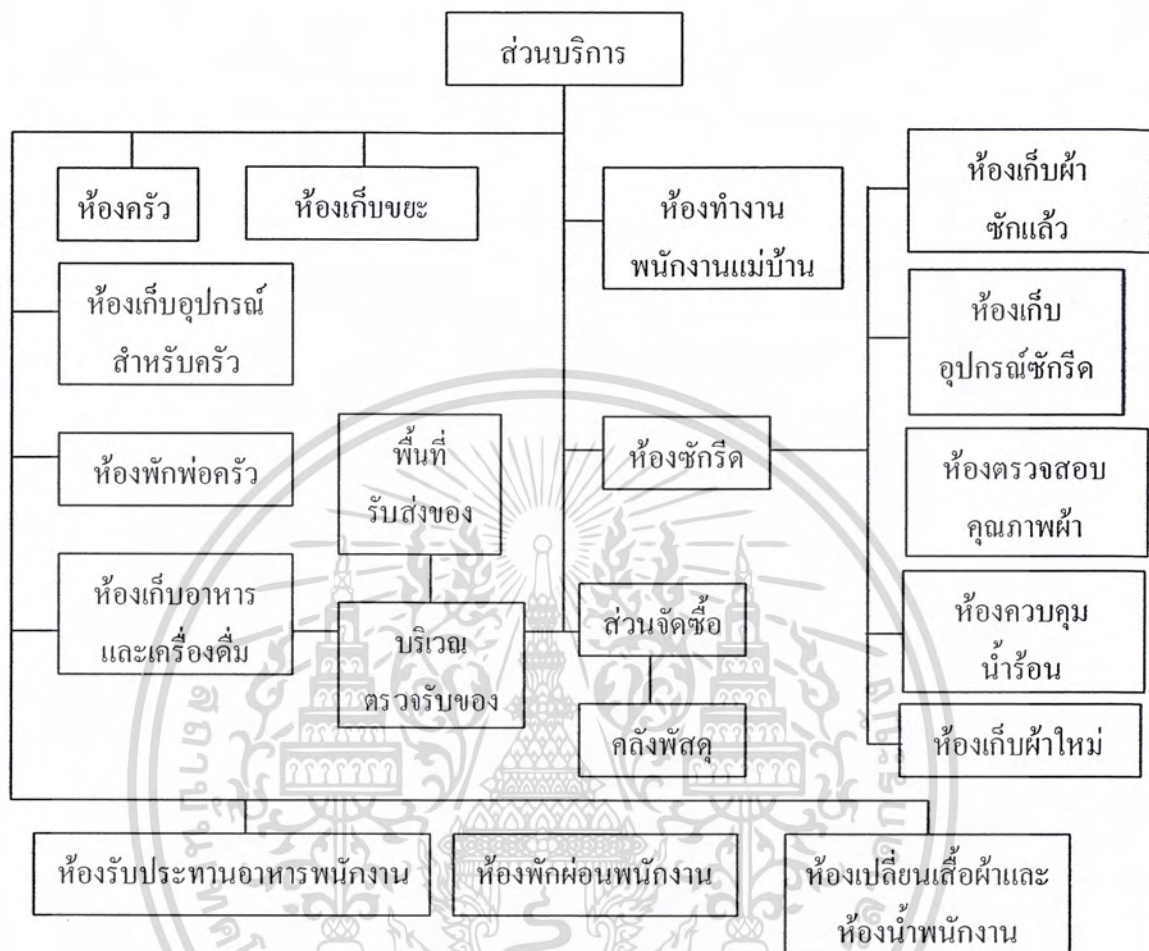 ส่วนบริการ
ห้องครัว
ห้องเก็บขยะ
ห้องทำงาน
พนักงานแม่บ้าน
ห้องเก็บผ้า
ซักแล้ว
ห้องเก็บอุปกรณ์
สำหรับครัว
ห้องเก็บ
อุปกรณ์ซักรีด
ห้องพักพ่อครัว
พื้นที่
รับส่งของ
ห้องซักรีด
ห้องตรวจสอบ
คุณภาพผ้า
ห้องเก็บอาหาร
และเครื่องดื่ม
บริเวณ
ตรวจรับของ
ส่วนจัดซื้อ
คลังพัสดุ
ห้องควบคุม
น้ำร้อน
ห้องเก็บผ้าใหม่
ห้องรับประทานอาหารพนักงาน
ห้องพักผ่อนพนักงาน
ห้องเปลี่ยนเสื้อผ้าและ
ห้องน้ำพนักงาน